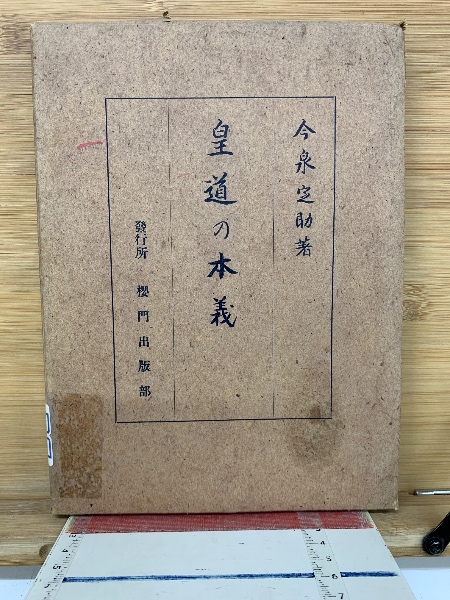 今泉定助著
皇道の本義
發行所 櫻門出版部